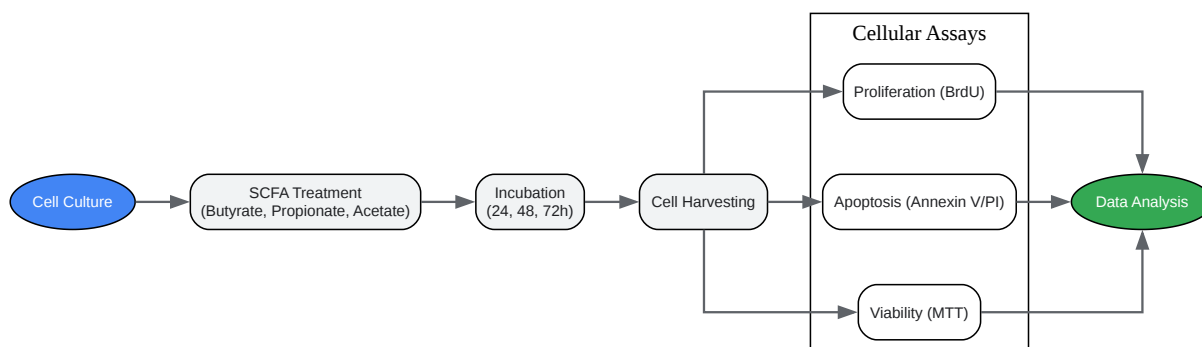 Cellular Assays
Proliferation (BrdU)
Cell Culture
SCFA Treatment
(Butyrate, Propionate, Acetate)
Incubation
(24, 48, 72h)
Cell Harvesting
Apoptosis (Annexin V/PI)
Data Analysis
Viability (MTT)